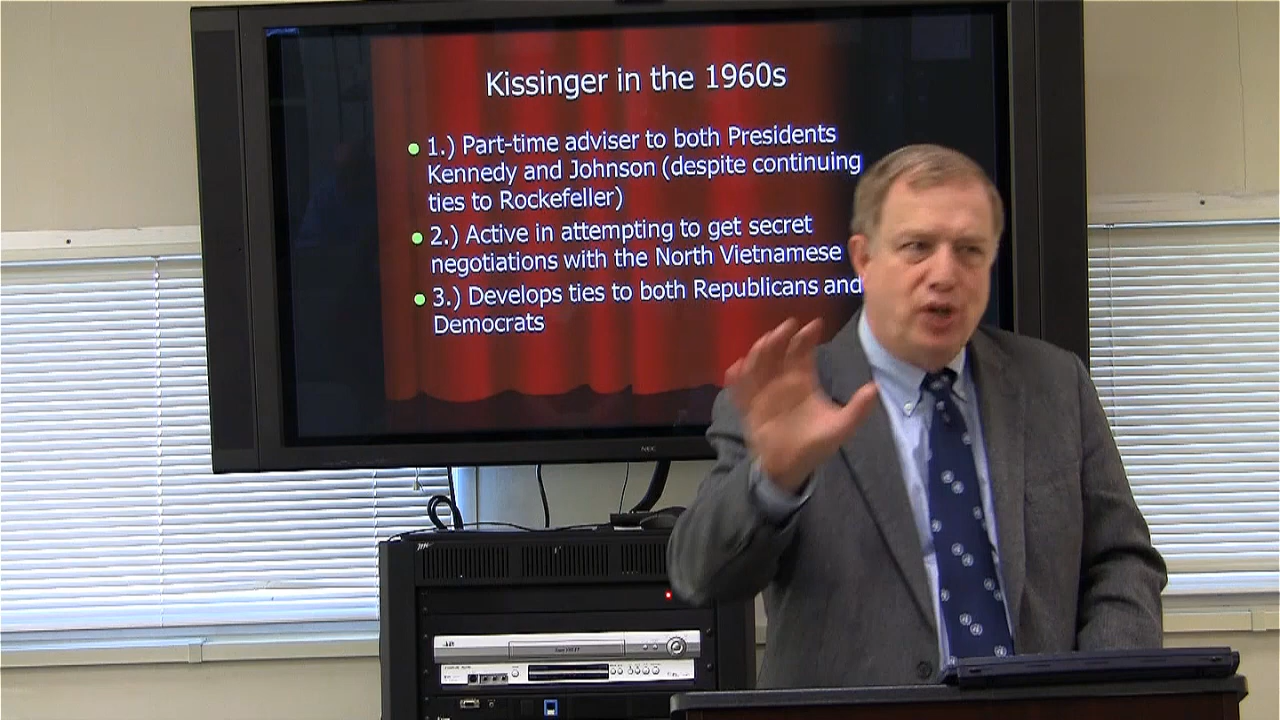 Kissinger in the 1960s
1.) Part-time adviser to both Presidents
Kennedy and Johnson (despite continuing
ties to Rockefeller)
2.) Active in attempting to get secret
negotiations with the North Vietnamese
3.) Develops ties to both Republicans and
Democrats
NEC